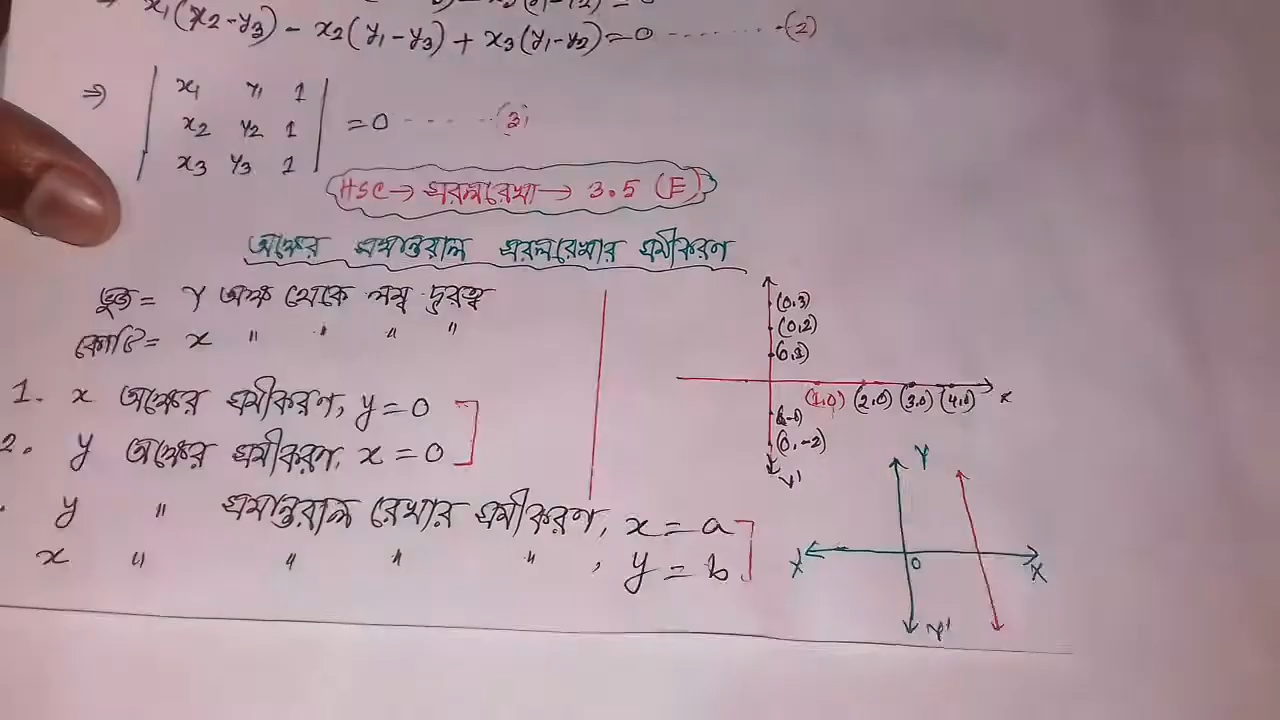 ⇒ x₁(x₂-y₃) - x₂(y₁-y₃) + x₃(y₁-y₂)=0 ........ (2)
⇒ | x₁ y₁ 1 |
| x₂ y₂ 1 | =0 ..... (3)
| x₃ y₃ 1 |
HSC → সরলরেখা → 3.5 (E)
অক্ষের সমান্তরাল সরলরেখার সমীকরণ
ভুজ = Y অক্ষ থেকে লম্ব দুরত্ব
কোটি = x " " " "
1. x অক্ষের সমীকরণ, y=0
2. y অক্ষের সমীকরণ, x=0
. y " সমান্তরাল রেখার সমীকরণ, x=a
x " " " " , y=b
(0,3)
(0,2)
(1,0) (2,0) (3,0) (4,0) x
(0,-2)
Y'
Y
X O X
Y'